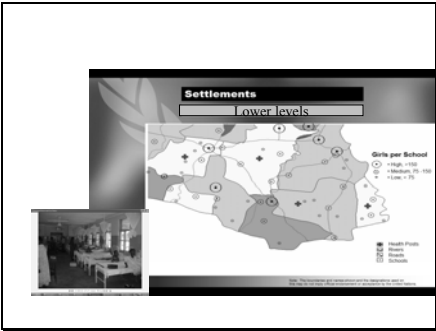 Settlements
Lower levels
Girls per School
High, >150
Medium, 75 - 150
Low, < 75
Health Posts
Rivers
Roads
Schools